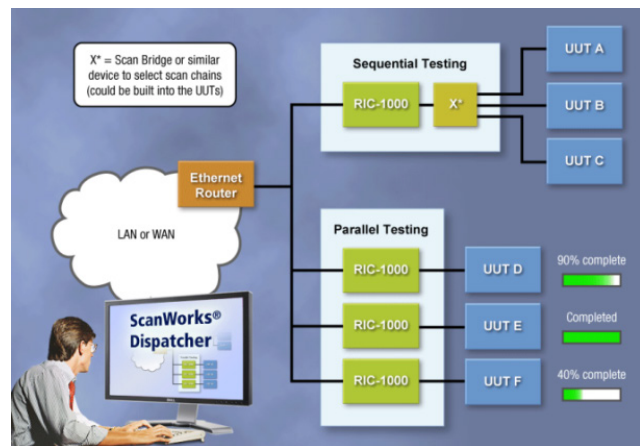 X* = Scan Bridge or similar
device to select scan chains
(could be built into the UUTs)
Sequential Testing
RIC-1000
X*
UUT A
UUT B
UUT C
Ethernet
Router
LAN or WAN
Parallel Testing
RIC-1000
UUT D
90% complete
RIC-1000
UUT E
Completed
RIC-1000
UUT F
40% complete
ScanWorks®
Dispatcher